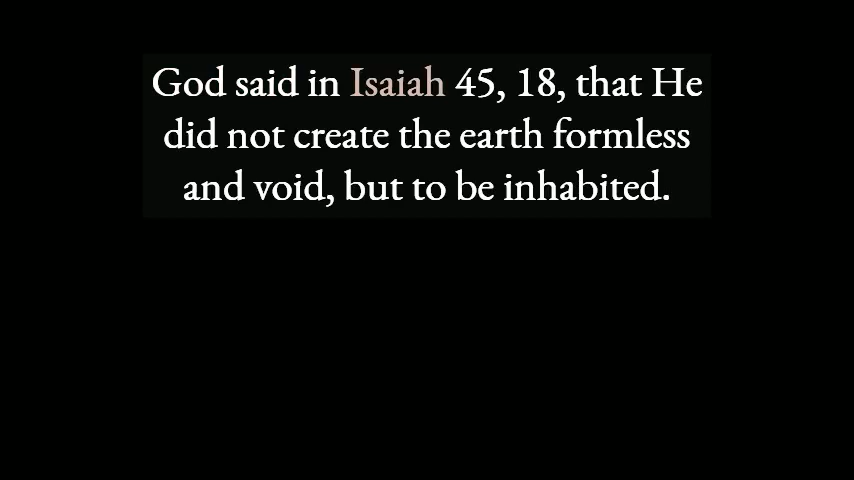 God said in Isaiah 45, 18, that He
did not create the earth formless
and void, but to be inhabited.